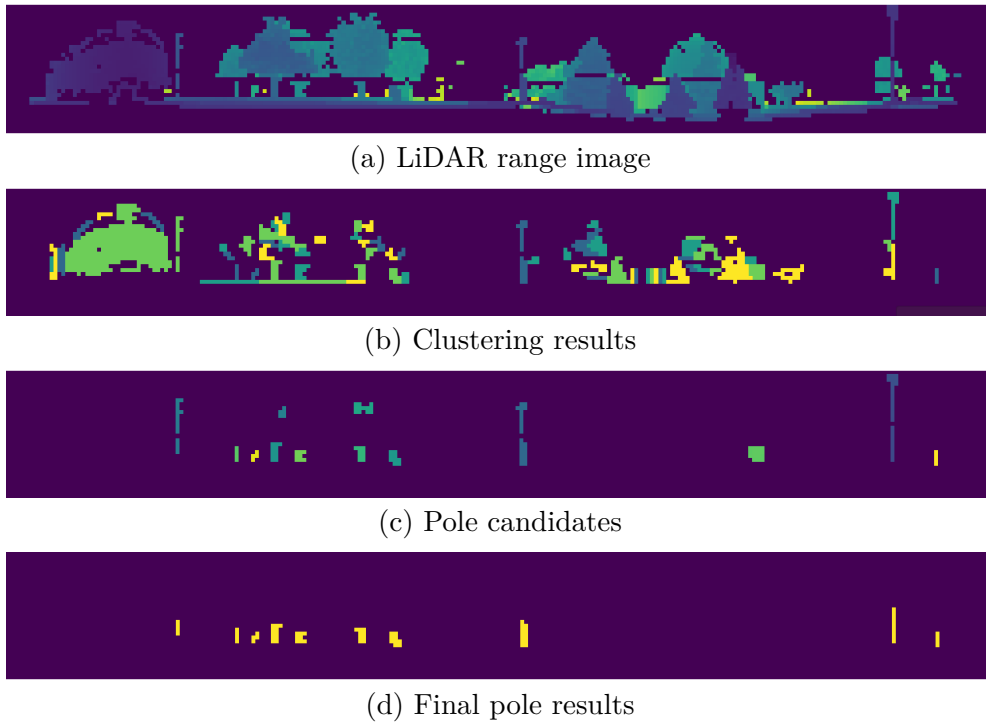 (a) LiDAR range image
(b) Clustering results
(c) Pole candidates
(d) Final pole results